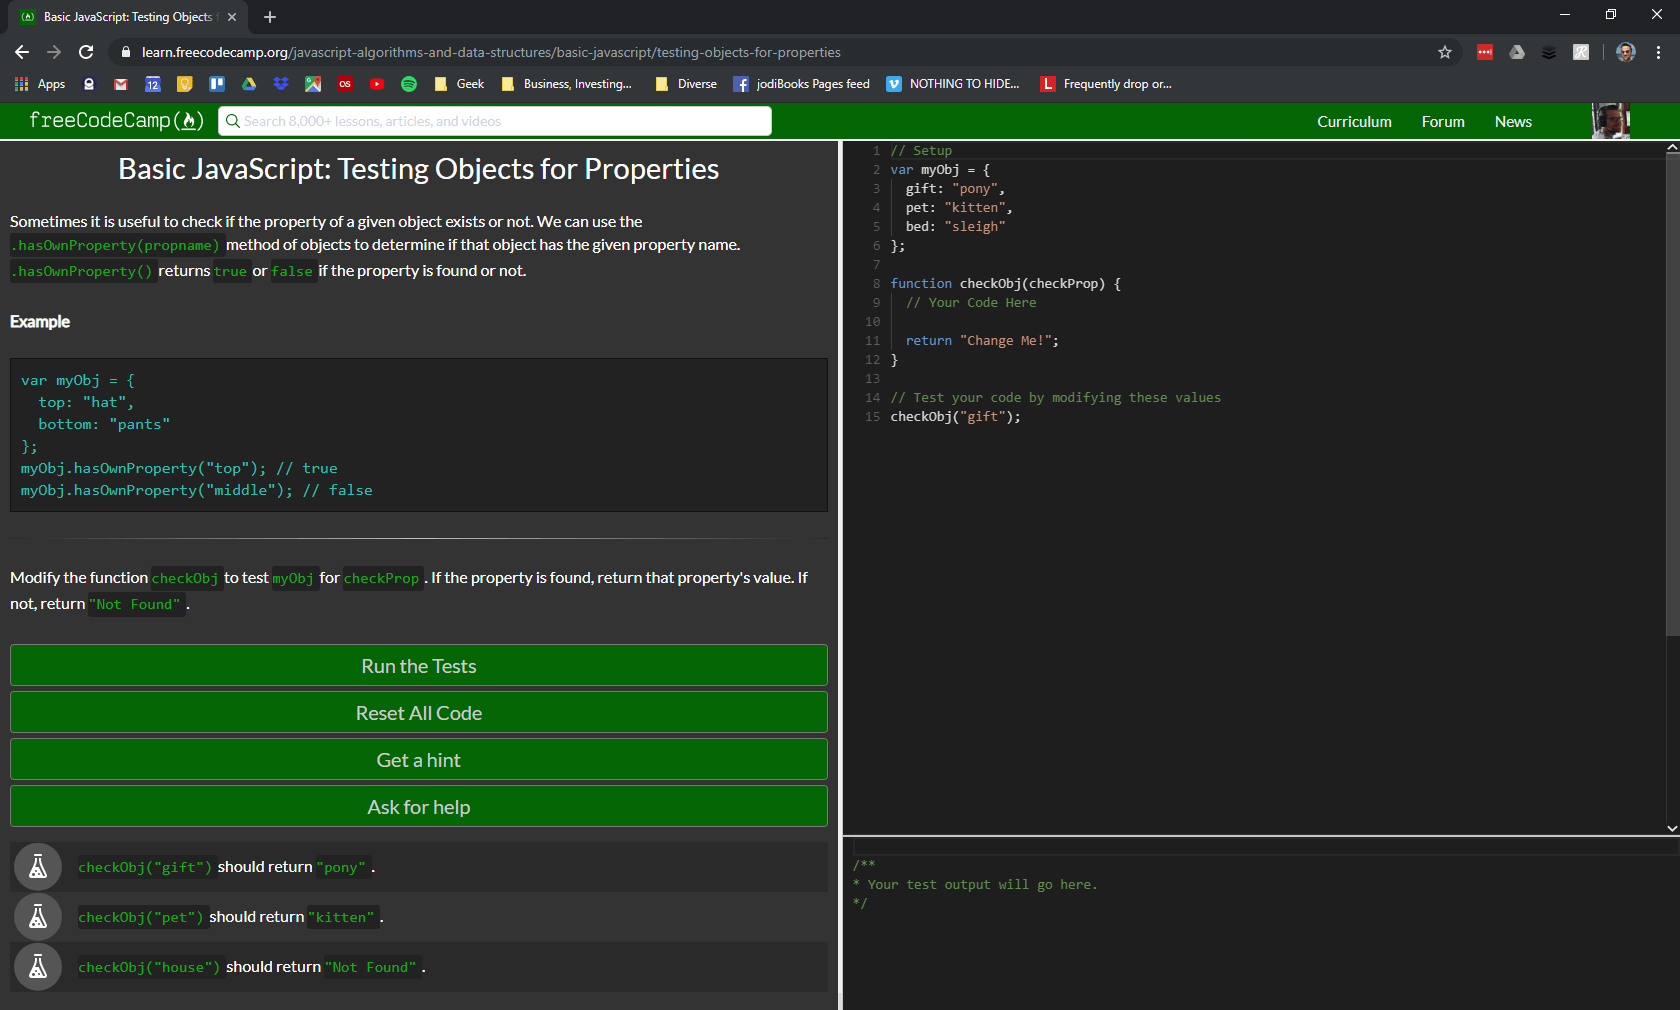 Basic JavaScript: Testing Objects f
learn.freecodecamp.org/javascript-algorithms-and-data-structures/basic-javascript/testing-objects-for-properties
Apps 12 OS Geek Business, Investing... Diverse jodiBooks Pages feed NOTHING TO HIDE... L Frequently drop or...
freeCodeCamp Search 8,000+ lessons, articles, and videos Curriculum Forum News
Basic JavaScript: Testing Objects for Properties
Sometimes it is useful to check if the property of a given object exists or not. We can use the
.hasOwnProperty(propname) method of objects to determine if that object has the given property name.
.hasOwnProperty() returns true or false if the property is found or not.
Example
var myObj = {
  top: "hat",
  bottom: "pants"
};
myObj.hasOwnProperty("top"); // true
myObj.hasOwnProperty("middle"); // false
Modify the function checkObj to test myObj for checkProp. If the property is found, return that property's value. If
not, return "Not Found".
Run the Tests
Reset All Code
Get a hint
Ask for help
checkObj("gift") should return "pony".
checkObj("pet") should return "kitten".
checkObj("house") should return "Not Found".
1 // Setup
2 var myObj = {
3   gift: "pony",
4   pet: "kitten",
5   bed: "sleigh"
6 };
7
8 function checkObj(checkProp) {
9   // Your Code Here
10
11   return "Change Me!";
12 }
13
14 // Test your code by modifying these values
15 checkObj("gift");
/**
* Your test output will go here.
*/